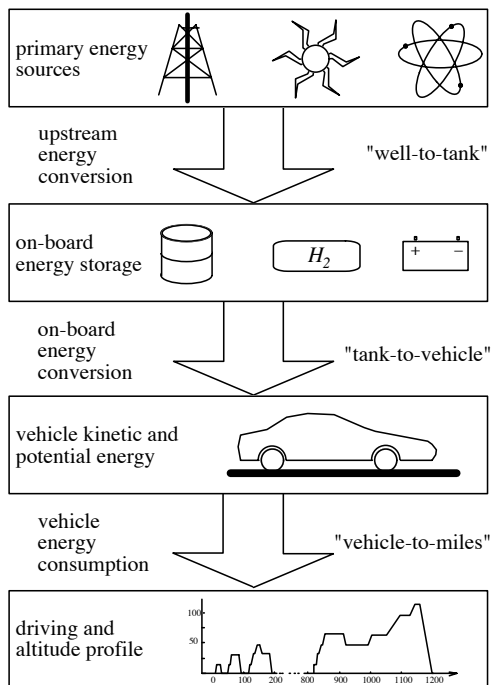 primary energy
sources
upstream
energy
conversion
"well-to-tank"
on-board
energy storage
H2
+ −
on-board
energy
conversion
"tank-to-vehicle"
vehicle kinetic and
potential energy
vehicle
energy
consumption
"vehicle-to-miles"
driving and
altitude profile
100
50
0 100 200 800 900 1000 1100 1200